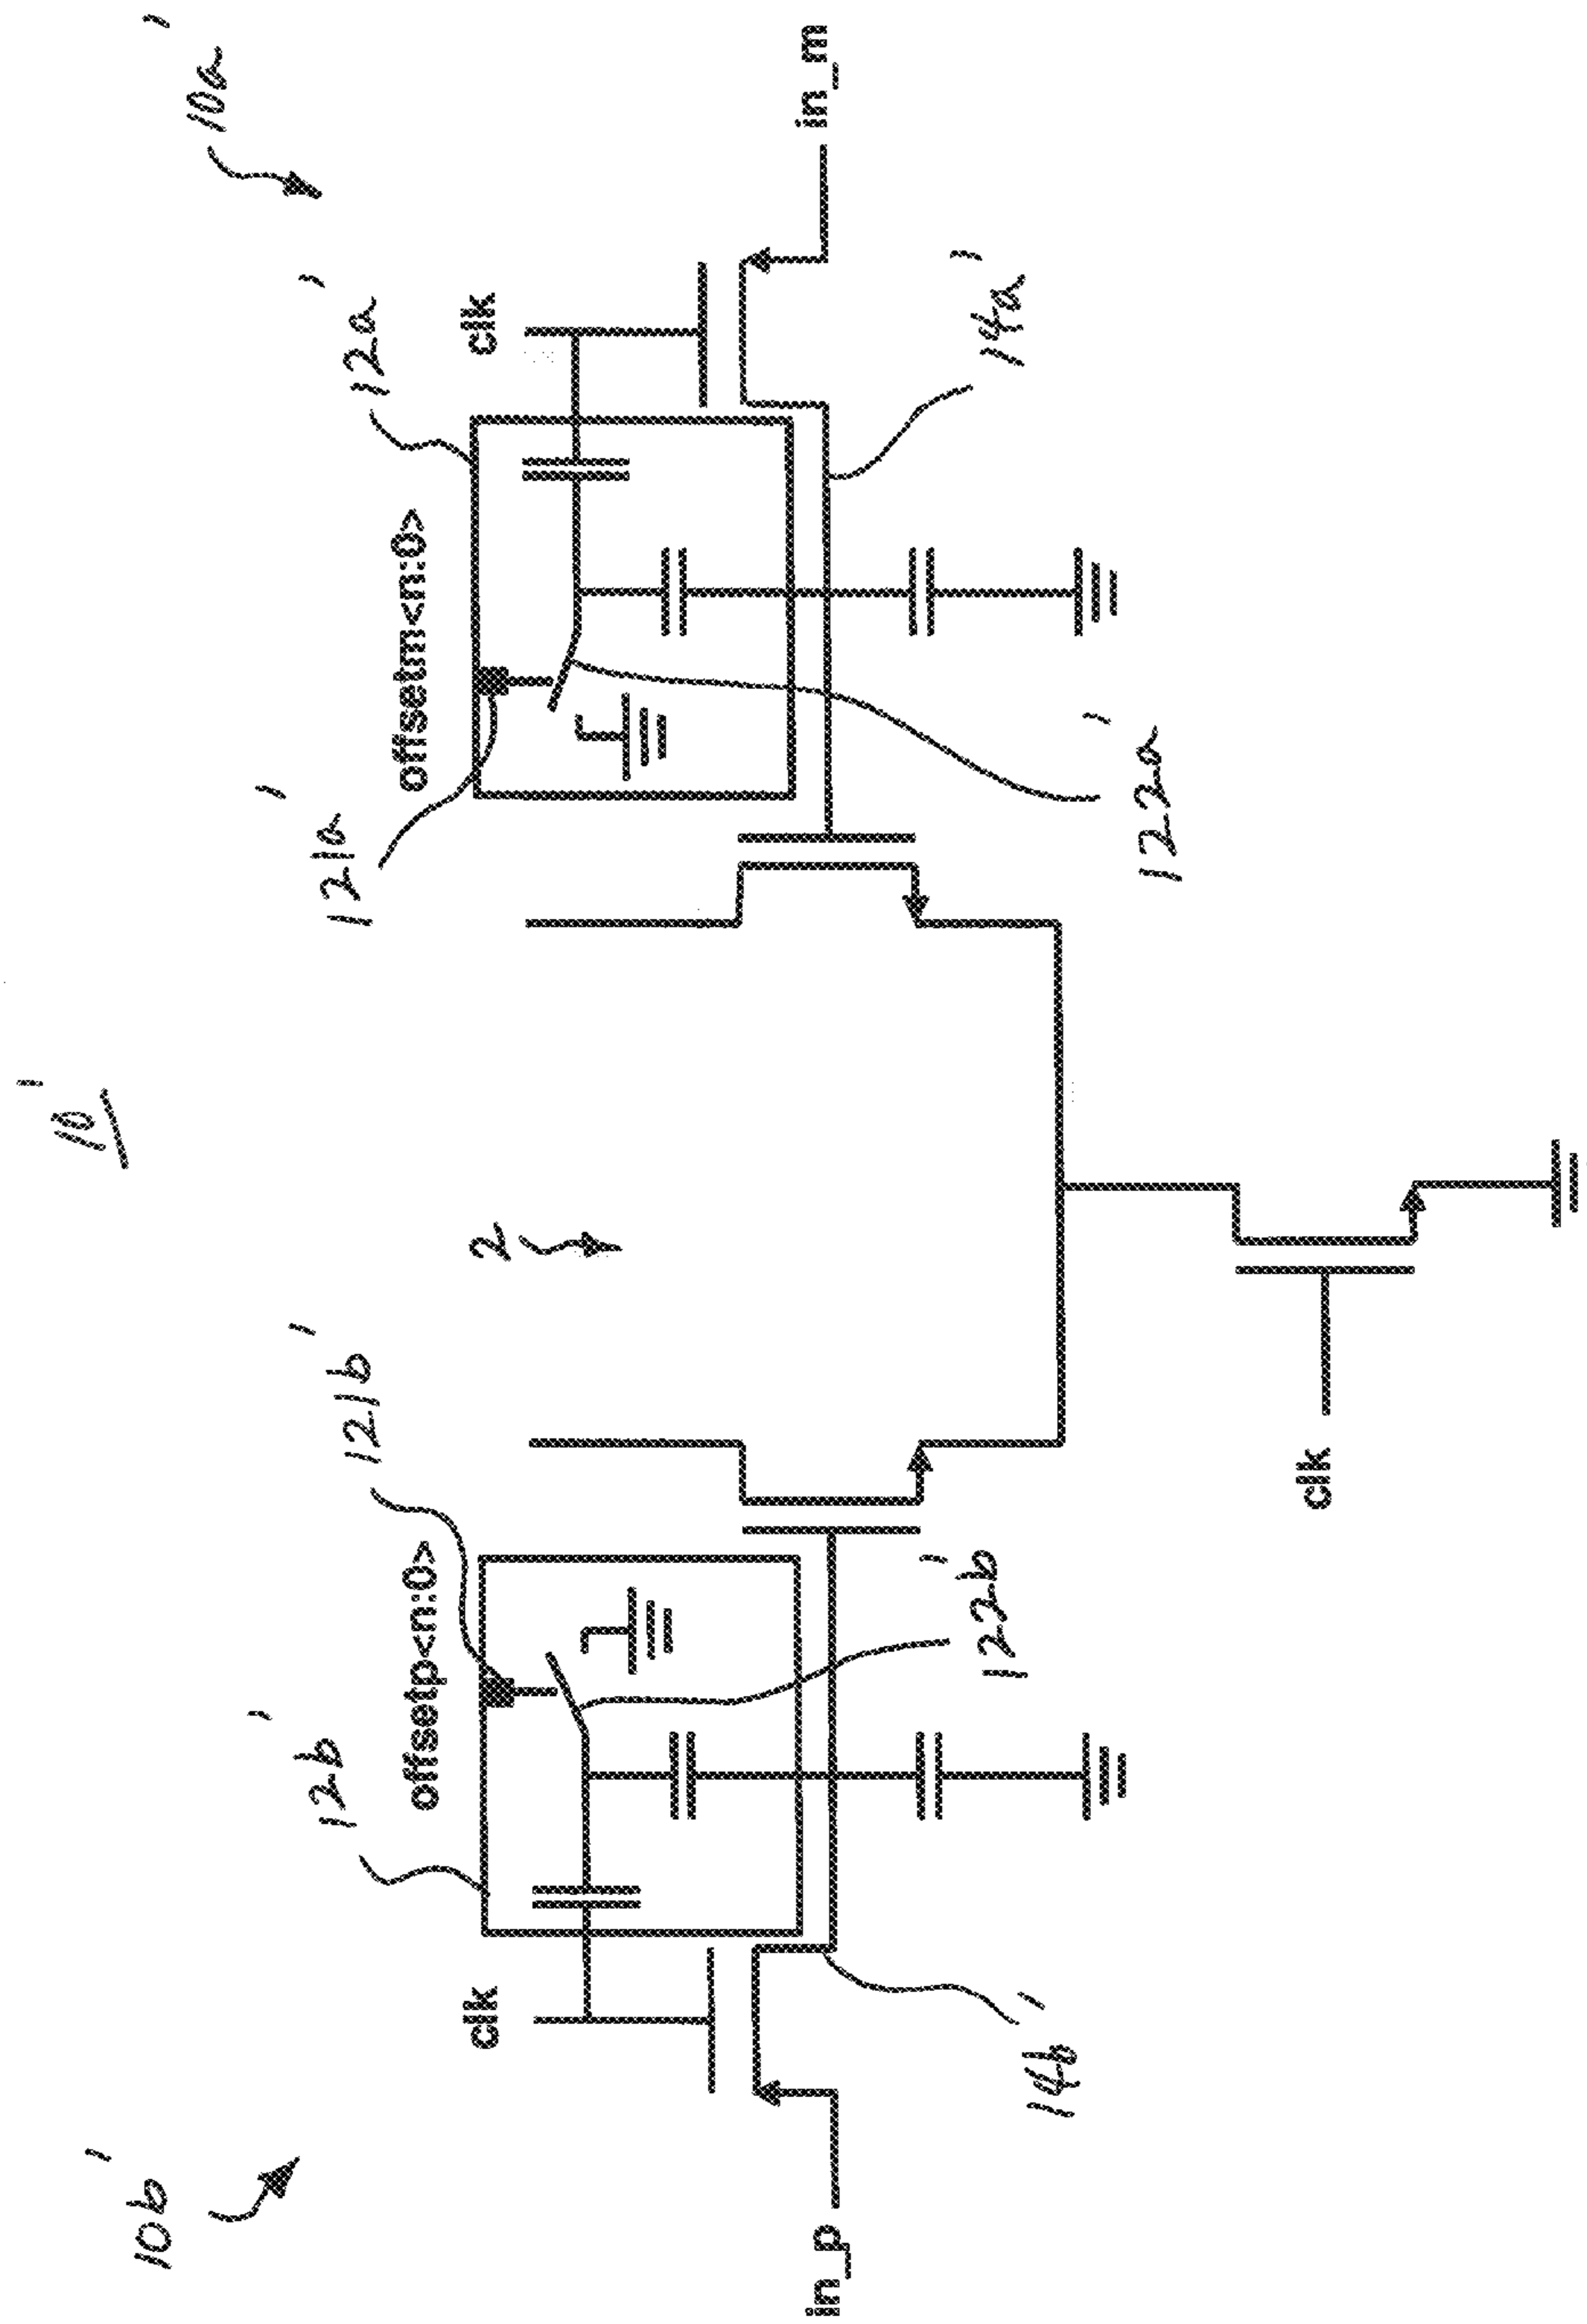 10'
10b'
10a'
12b'
121b'
2
121a'
12a'
offsetp<n:0>
offsetm<n:0>
clk
clk
in_p
in_m
14b'
122b'
122a'
14a'
clk